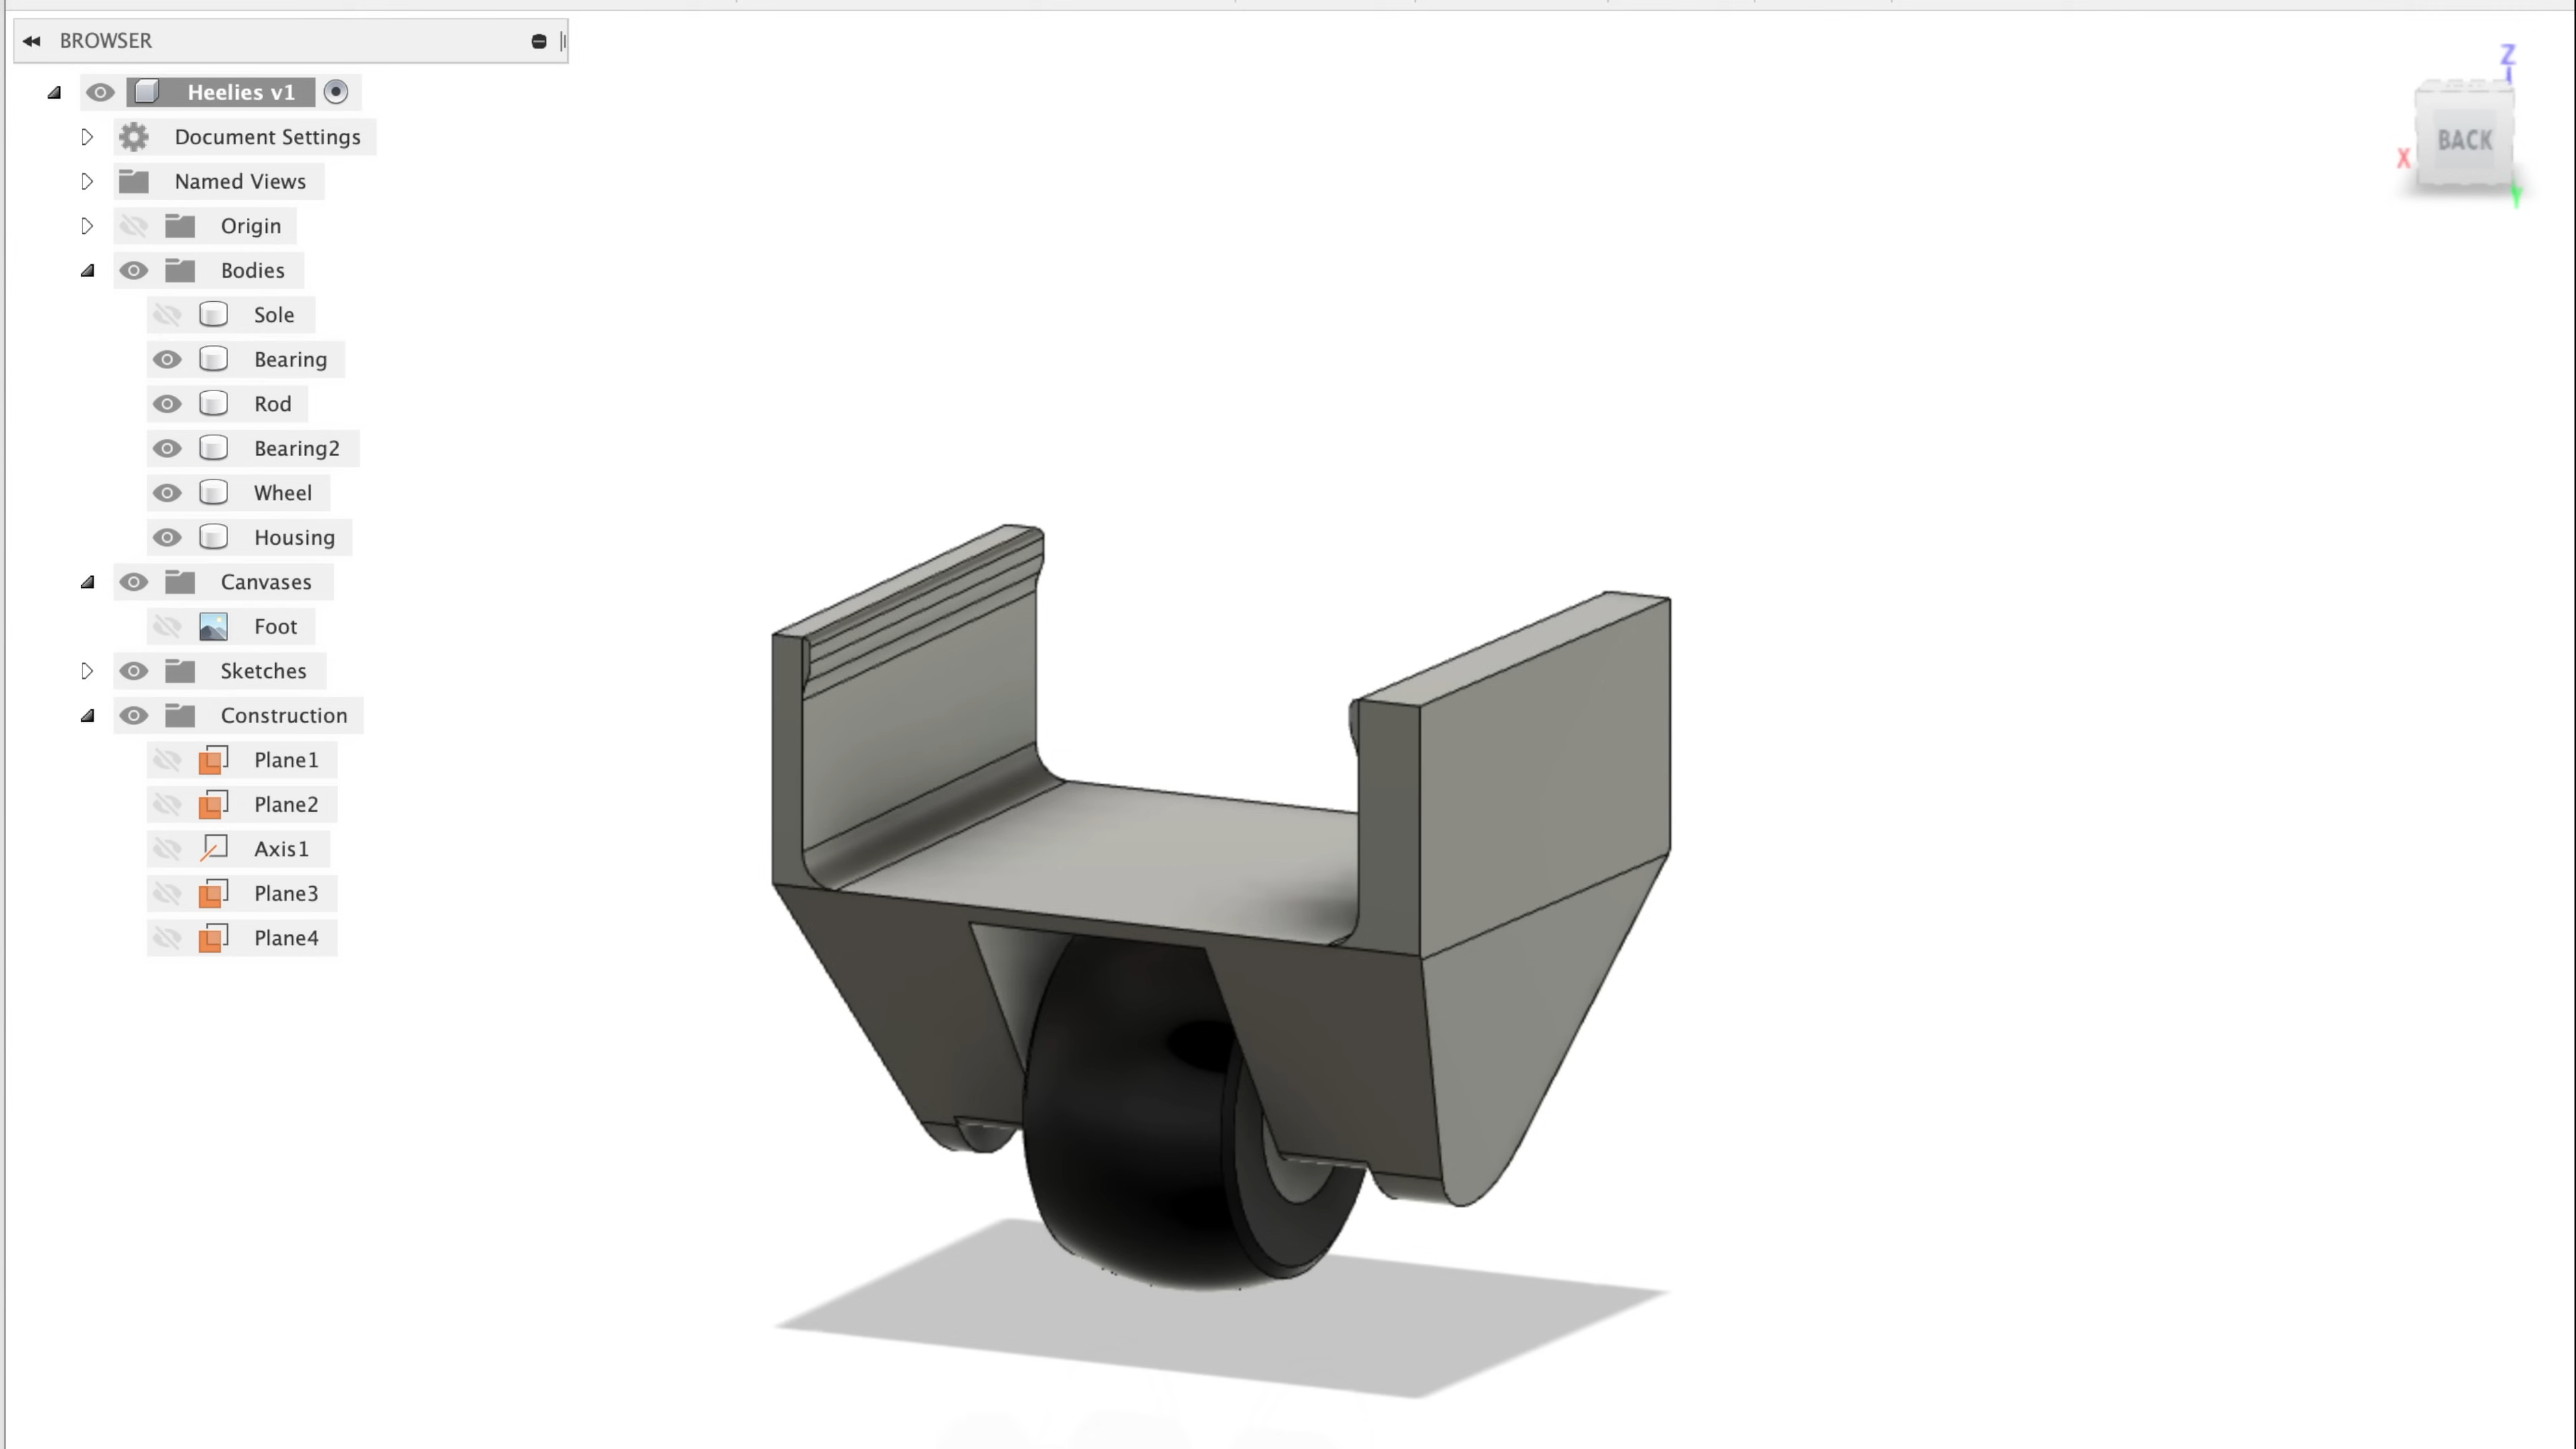 BROWSER
Heelies v1
Document Settings
Named Views
Origin
Bodies
Sole
Bearing
Rod
Bearing2
Wheel
Housing
Canvases
Foot
Sketches
Construction
Plane1
Plane2
Axis1
Plane3
Plane4
Z
BACK
X
Y